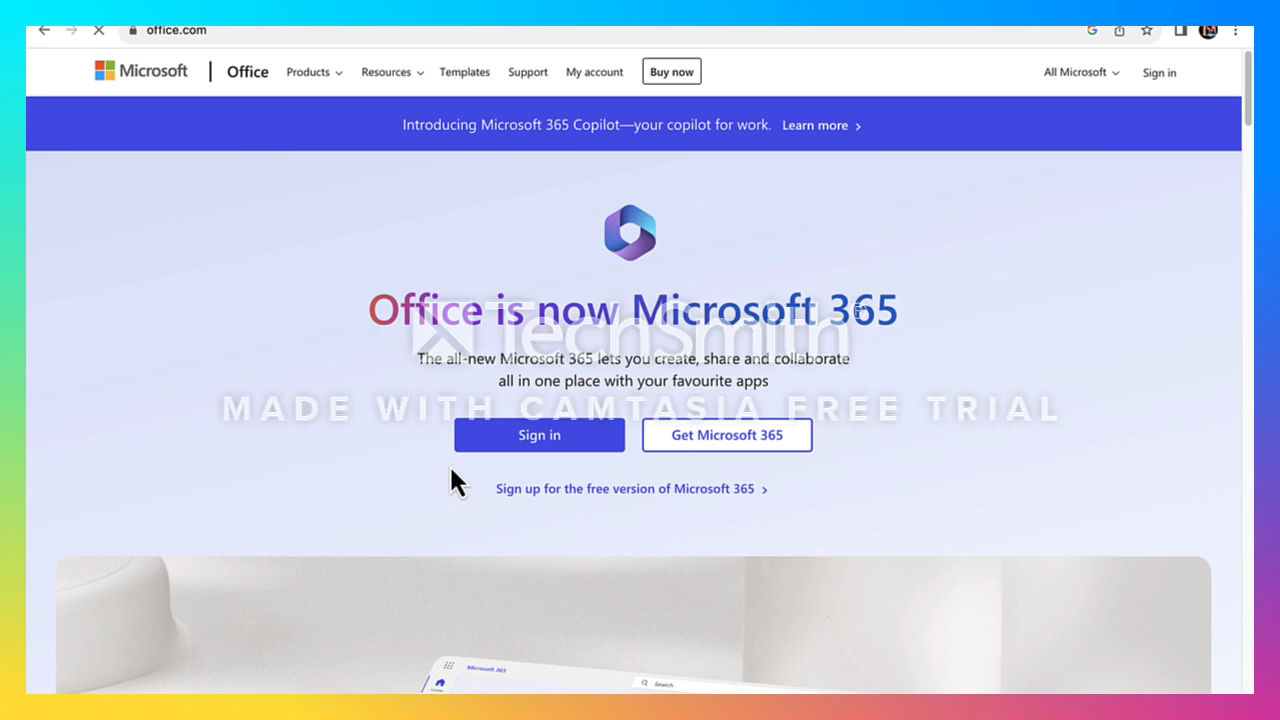 office.com
Microsoft Office Products Resources Templates Support My account Buy now All Microsoft Sign in
Introducing Microsoft 365 Copilot—your copilot for work. Learn more
Office is now Microsoft 365
TechSmith
The all-new Microsoft 365 lets you create, share and collaborate
all in one place with your favourite apps
MADE WITH CAMTASIA FREE TRIAL
Sign in Get Microsoft 365
Sign up for the free version of Microsoft 365
Microsoft 365 Search
Home